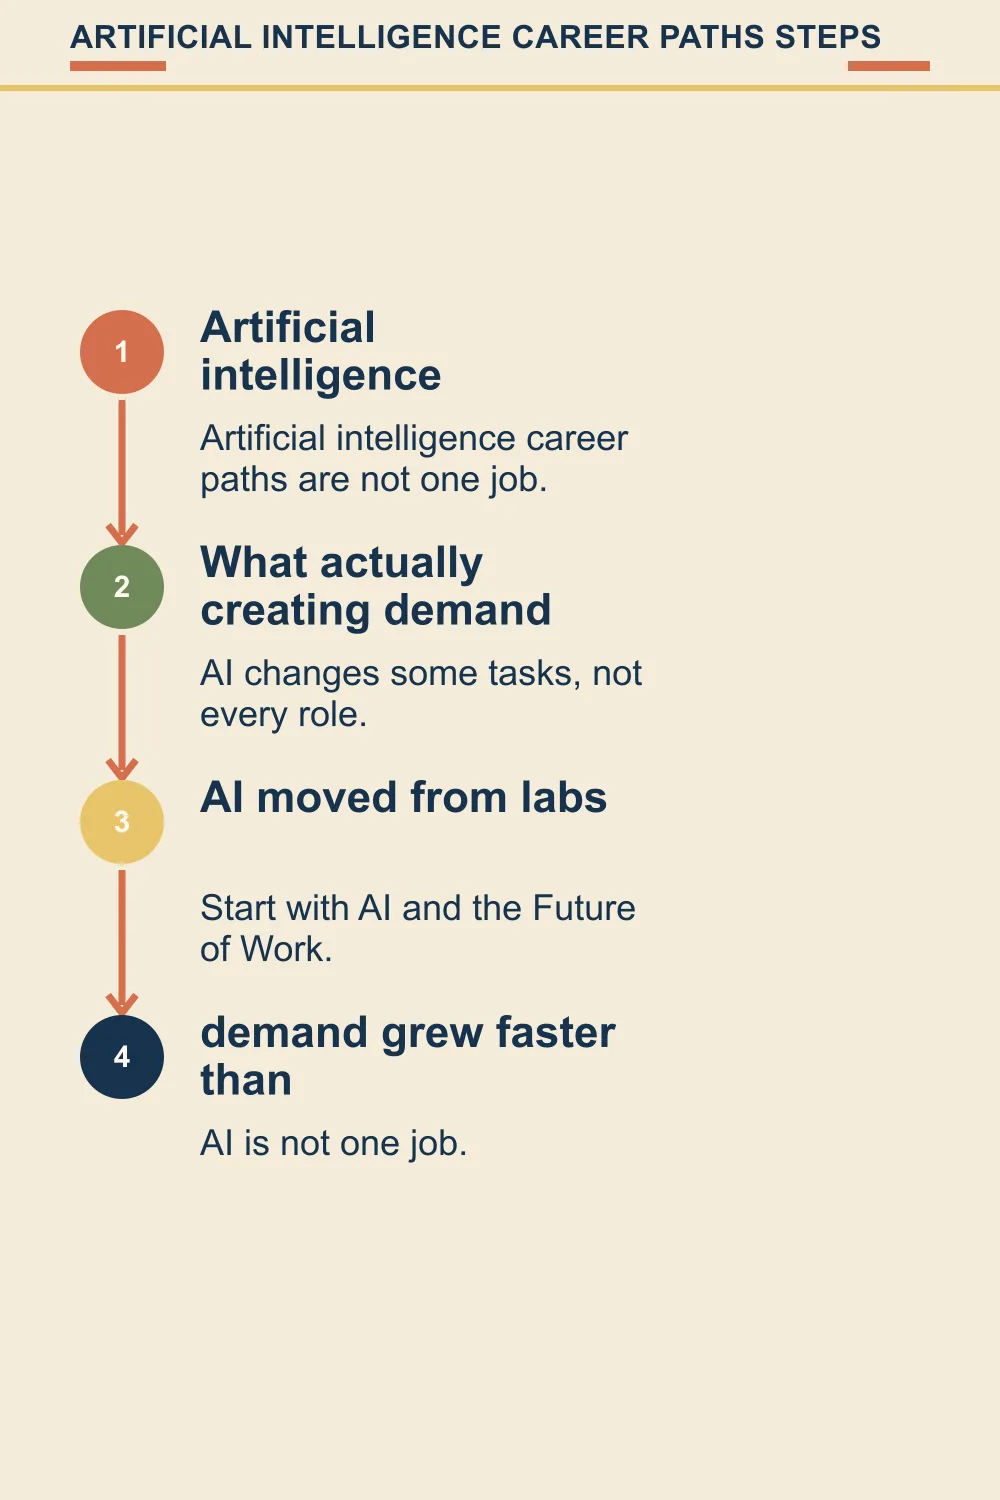 ARTIFICIAL INTELLIGENCE CAREER PATHS STEPS
1
Artificial
intelligence
Artificial intelligence career
paths are not one job.
2
What actually
creating demand
AI changes some tasks, not
every role.
3
AI moved from labs
Start with AI and the Future
of Work.
4
demand grew faster
than
AI is not one job.